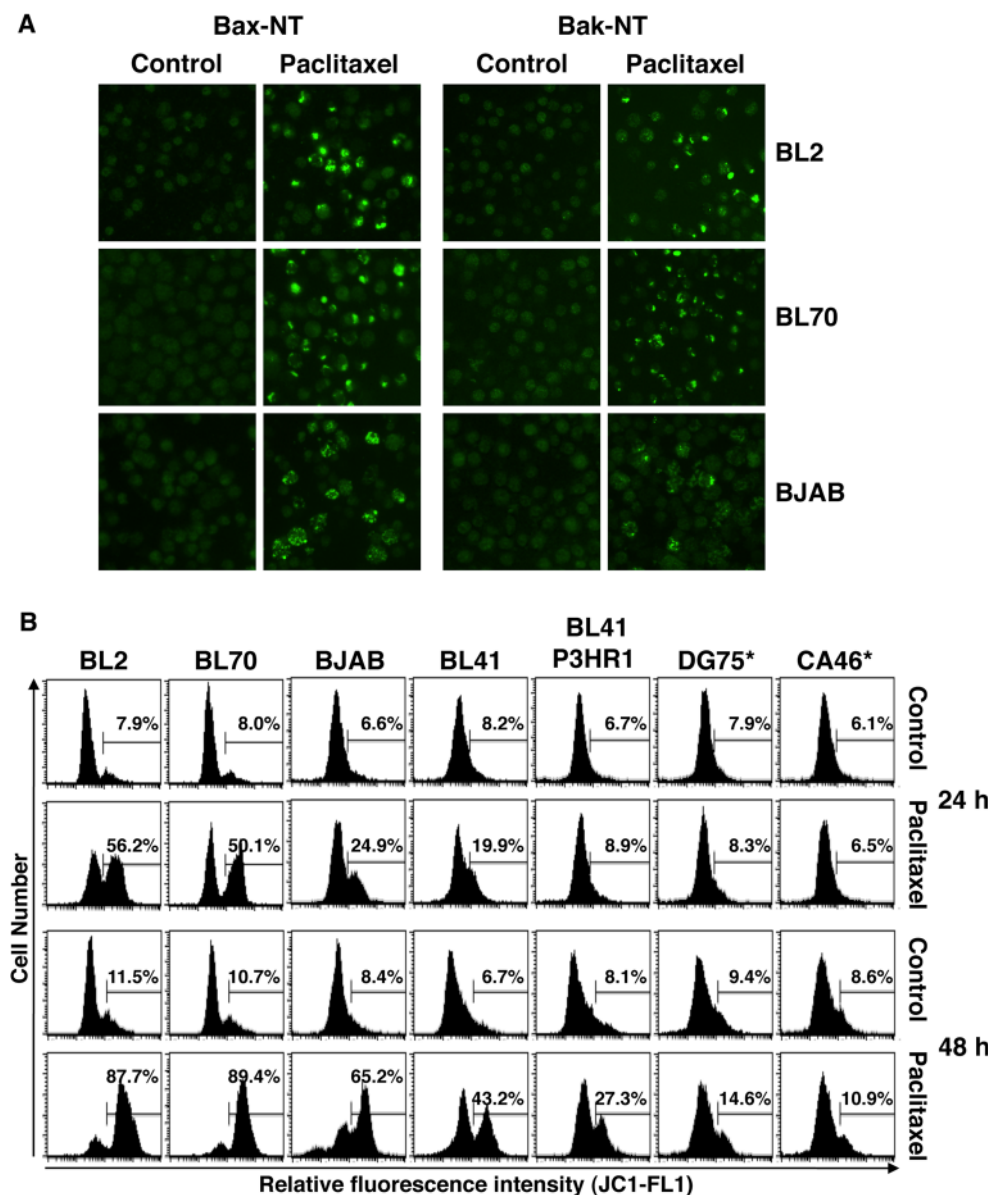 A
Bax-NT
Bak-NT
Control
Paclitaxel
Control
Paclitaxel
BL2
BL70
BJAB
B
BL2
BL70
BJAB
BL41
BL41
P3HR1
DG75*
CA46*
7.9%
8.0%
6.6%
8.2%
6.7%
7.9%
6.1%
Control
56.2%
50.1%
24.9%
19.9%
8.9%
8.3%
6.5%
Paclitaxel
24 h
11.5%
10.7%
8.4%
6.7%
8.1%
9.4%
8.6%
Control
87.7%
89.4%
65.2%
43.2%
27.3%
14.6%
10.9%
Paclitaxel
48 h
Cell Number
Relative fluorescence intensity (JC1-FL1)